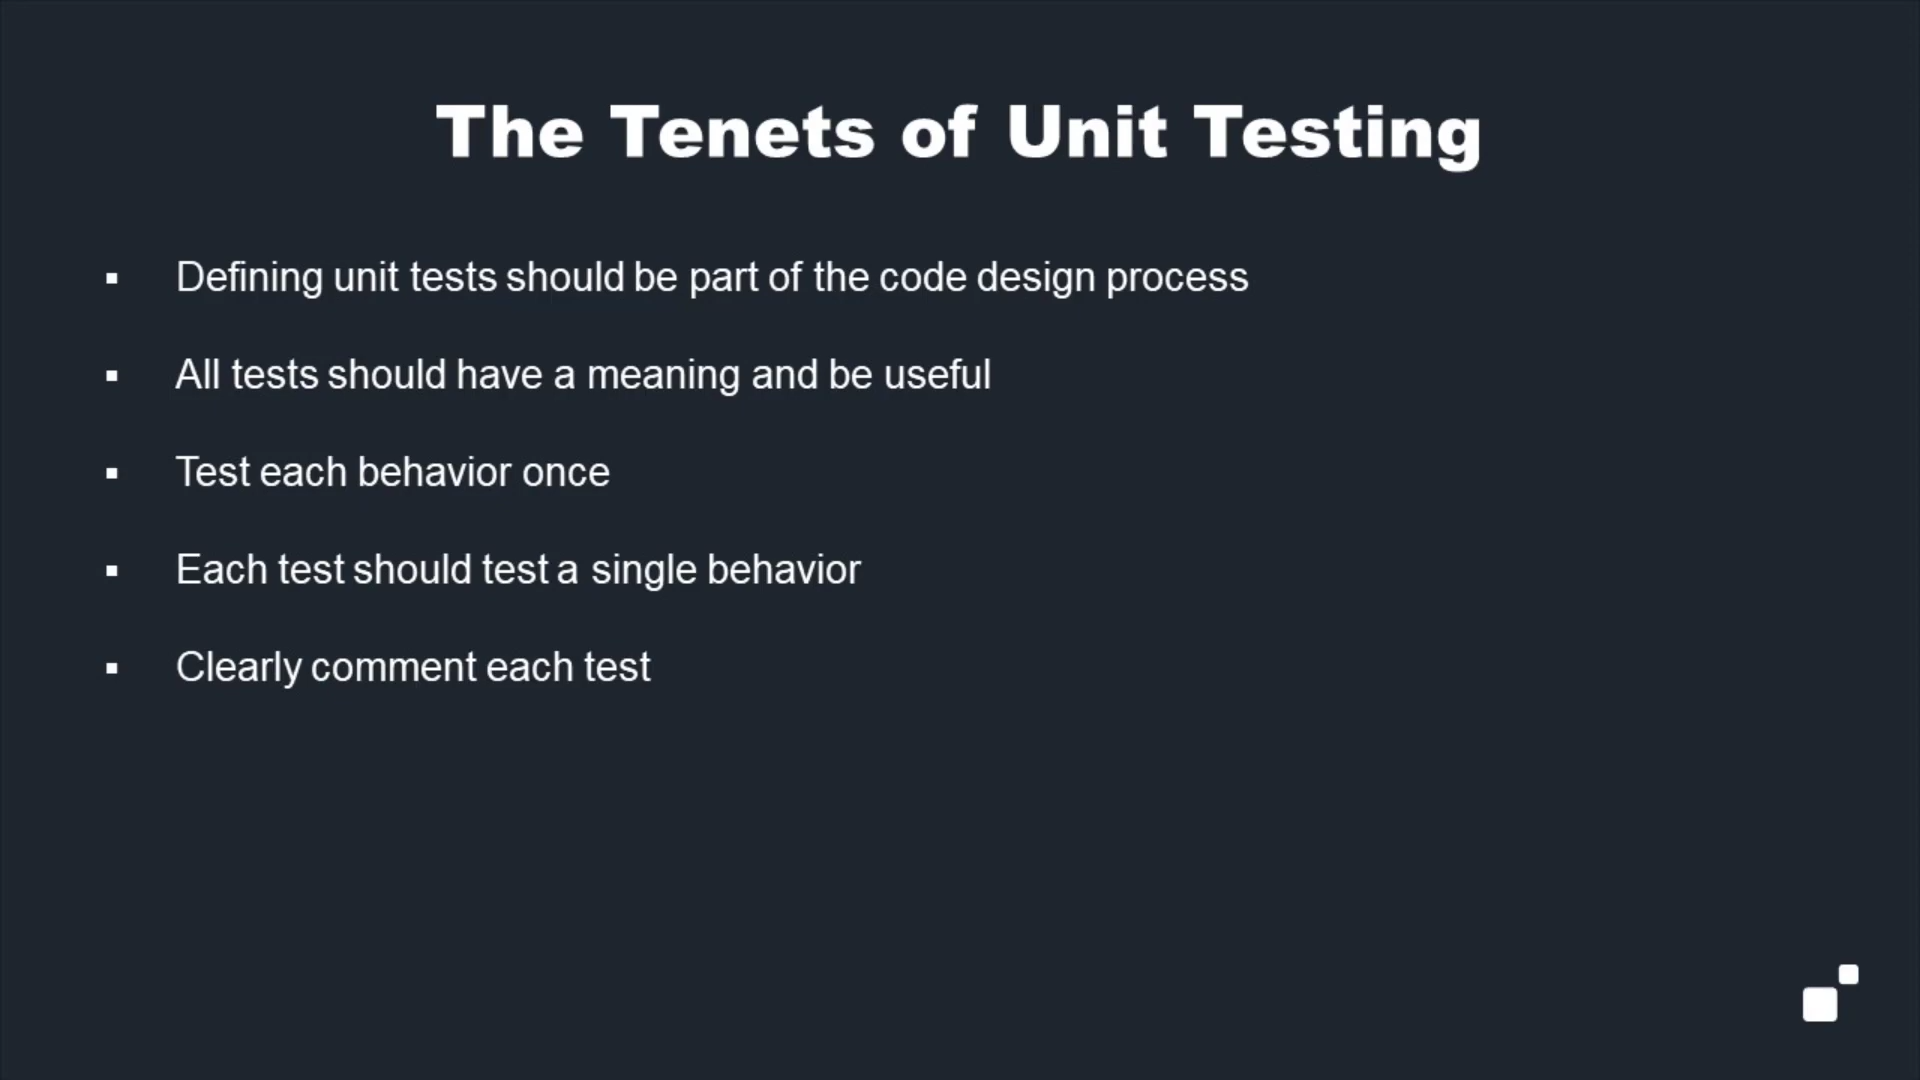 The Tenets of Unit Testing
▪ Defining unit tests should be part of the code design process
▪ All tests should have a meaning and be useful
▪ Test each behavior once
▪ Each test should test a single behavior
▪ Clearly comment each test